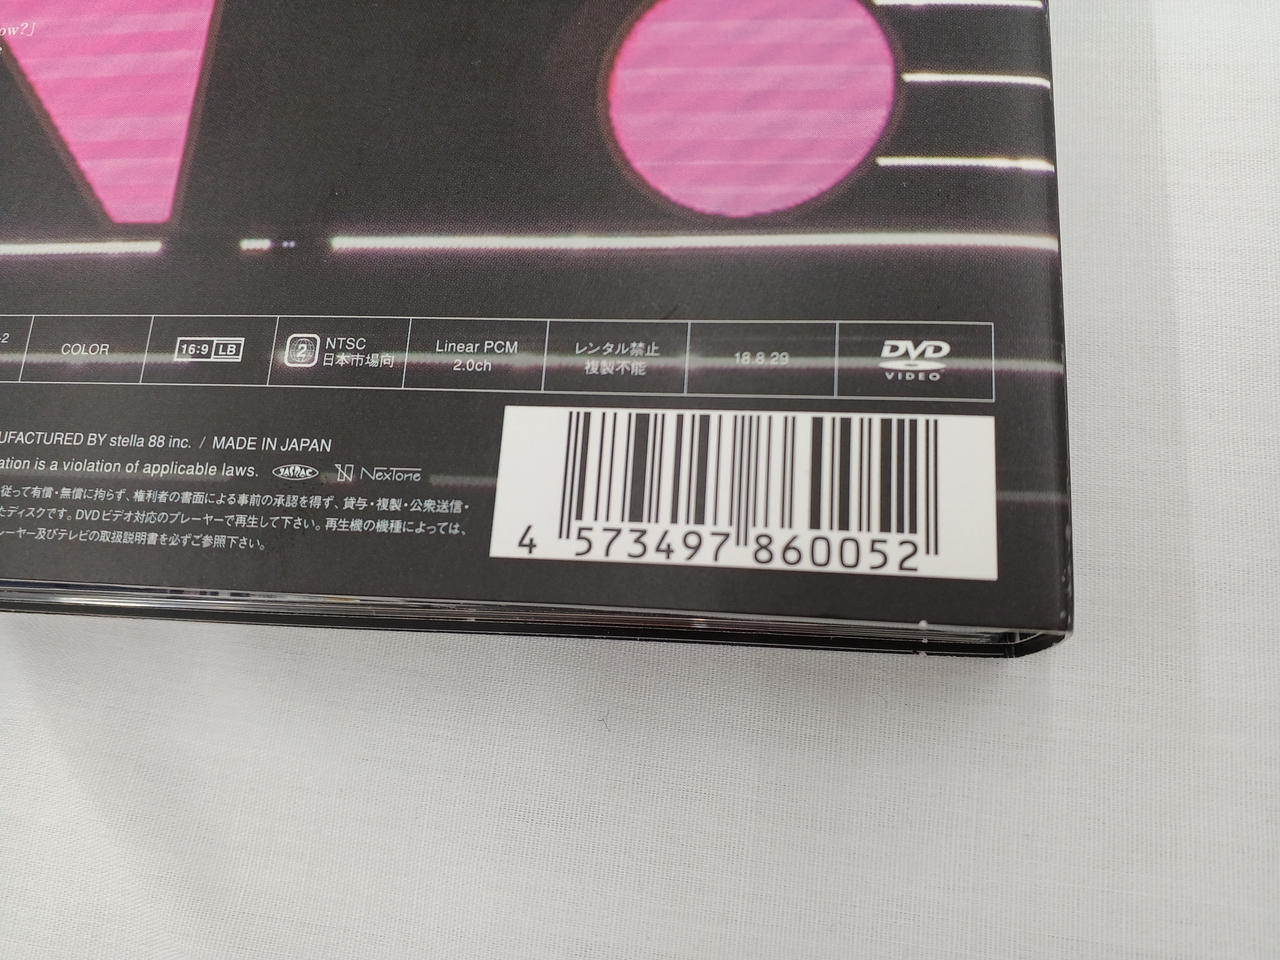 ow?」
-2
COLOR
16:9 LB
2 NTSC
日本市場向
Linear PCM
2.0ch
レンタル禁止
複製不能
18.8.29
DVD
VIDEO
UFACTURED BY stella 88 inc. / MADE IN JAPAN
ation is a violation of applicable laws. JASRAC NexTone
従って有償・無償に拘らず、権利者の書面による事前の承認を得ず、貸与・複製・公衆送信・
たディスクです。DVDビデオ対応のプレーヤーで再生して下さい。再生機の機種によっては、
レーヤー及びテレビの取扱説明書を必ずご参照下さい。
4 573497 860052